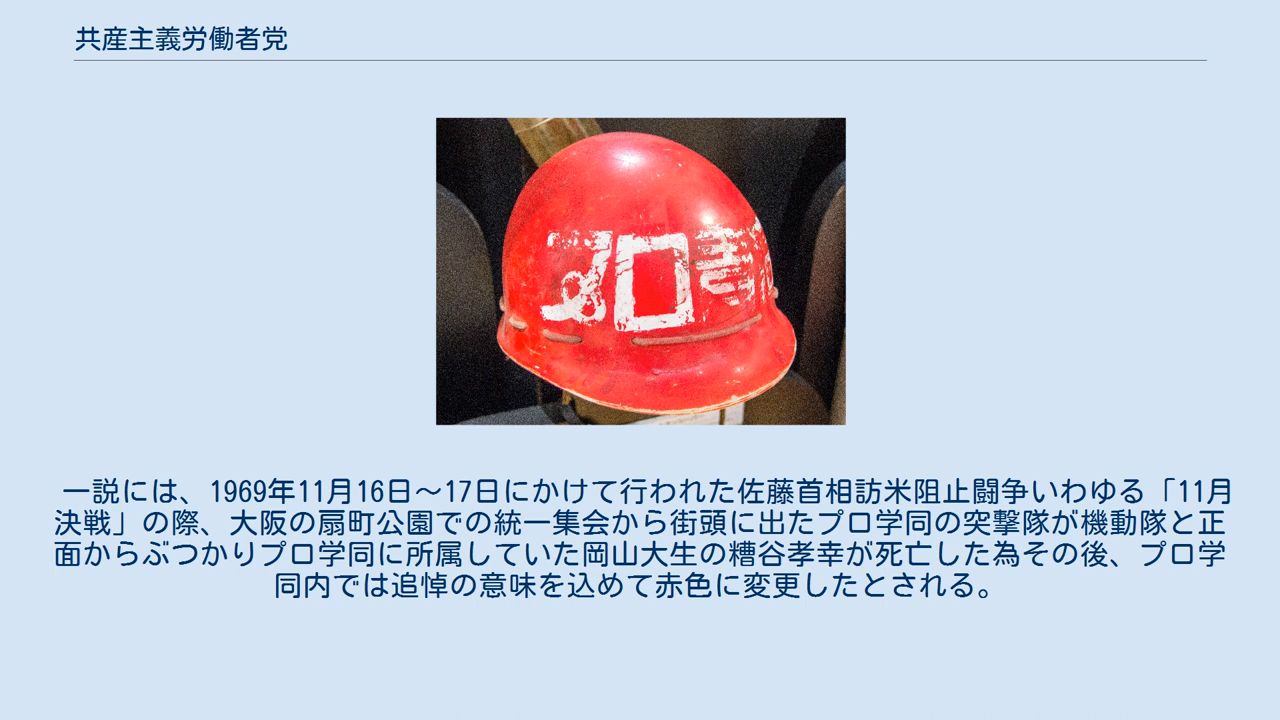 共産主義労働者党
プロ青
一説には、1969年11月16日～17日にかけて行われた佐藤首相訪米阻止闘争いわゆる「11月
決戦」の際、大阪の扇町公園での統一集会から街頭に出たプロ学同の突撃隊が機動隊と正
面からぶつかりプロ学同に所属していた岡山大生の糟谷孝幸が死亡した為その後、プロ学
同内では追悼の意味を込めて赤色に変更したとされる。